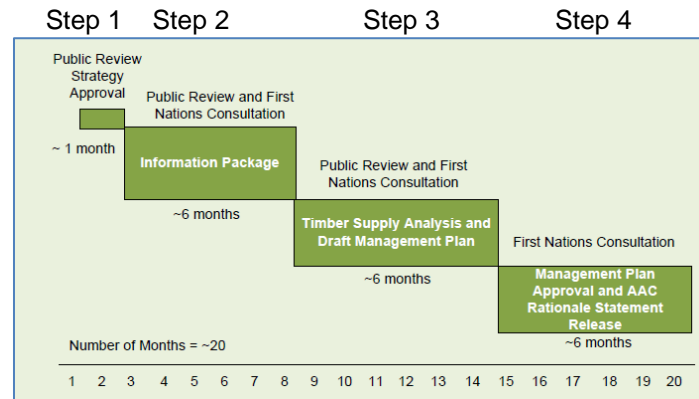 Step 1
Step 2
Step 3
Step 4
Public Review
Strategy
Approval
~ 1 month
Public Review and First
Nations Consultation
Information Package
~6 months
Public Review and First
Nations Consultation
Timber Supply Analysis and
Draft Management Plan
~6 months
First Nations Consultation
Management Plan
Approval and AAC
Rationale Statement
Release
~6 months
Number of Months = ~20
1 2 3 4 5 6 7 8 9 10 11 12 13 14 15 16 17 18 19 20